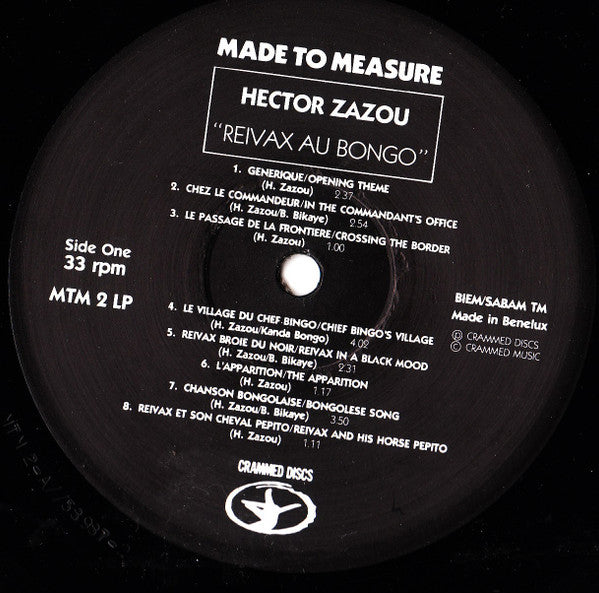 MADE TO MEASURE
HECTOR ZAZOU
"REIVAX AU BONGO"
1. GENERIQUE/OPENING THEME
(H. Zazou) 2.37
2. CHEZ LE COMMANDEUR/IN THE COMMANDANT'S OFFICE
(H. Zazou/B. Bikaye) 2.54
3. LE PASSAGE DE LA FRONTIERE/CROSSING THE BORDER
(H. Zazou) 1.00
Side One
33 rpm
MTM 2 LP
BIEM/SABAM TM
Made in Benelux
℗ CRAMMED DISCS
© CRAMMED MUSIC
4. LE VILLAGE DU CHEF BINGO/CHIEF BINGO'S VILLAGE
(H. Zazou/Kanda Bongo) 4.02
5. REIVAX BROIE DU NOIR/REIVAX IN A BLACK MOOD
(H. Zazou/B. Bikaye) 2.31
6. L'APPARITION/THE APPARITION
(H. Zazou) 1.17
7. CHANSON BONGOLAISE/BONGOLESE SONG
(H. Zazou/B. Bikaye) 3.50
8. REIVAX ET SON CHEVAL PEPITO/REIVAX AND HIS HORSE PEPITO
(H. Zazou) 1.11
CRAMMED DISCS